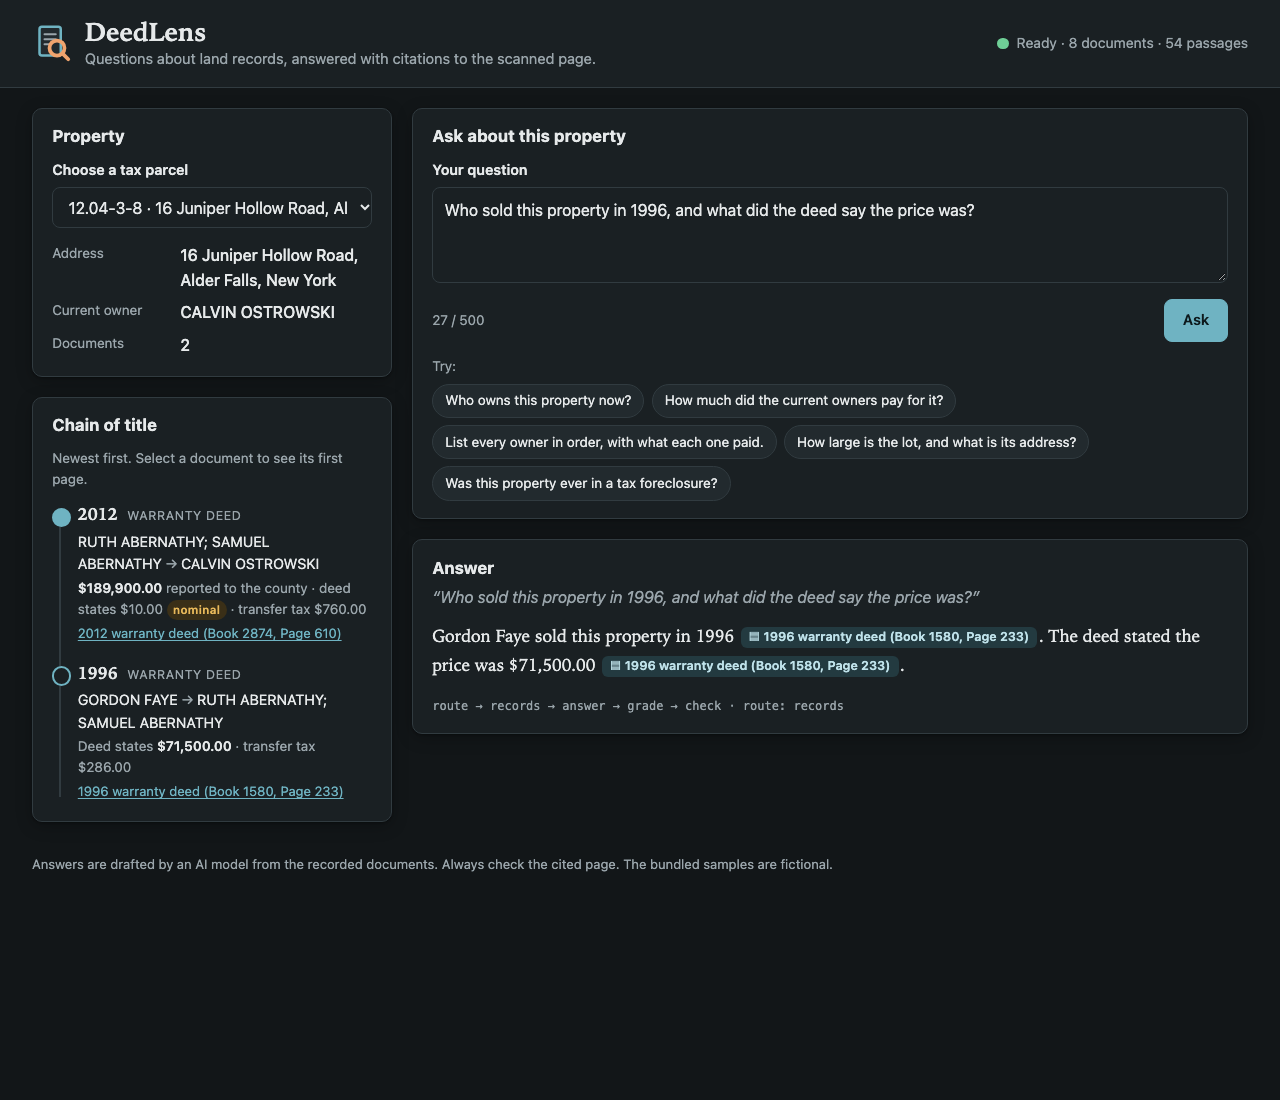 DeedLens
Questions about land records, answered with citations to the scanned page.
Ready · 8 documents · 54 passages
Property
Choose a tax parcel
12.04-3-8 · 16 Juniper Hollow Road, Al
Address
16 Juniper Hollow Road,
Alder Falls, New York
Current owner
CALVIN OSTROWSKI
Documents
2
Chain of title
Newest first. Select a document to see its first
page.
2012 WARRANTY DEED
RUTH ABERNATHY; SAMUEL
ABERNATHY → CALVIN OSTROWSKI
$189,900.00 reported to the county · deed
states $10.00 nominal · transfer tax $760.00
2012 warranty deed (Book 2874, Page 610)
1996 WARRANTY DEED
GORDON FAYE → RUTH ABERNATHY;
SAMUEL ABERNATHY
Deed states $71,500.00 · transfer tax
$286.00
1996 warranty deed (Book 1580, Page 233)
Ask about this property
Your question
Who sold this property in 1996, and what did the deed say the price was?
27 / 500
Ask
Try:
Who owns this property now?
How much did the current owners pay for it?
List every owner in order, with what each one paid.
How large is the lot, and what is its address?
Was this property ever in a tax foreclosure?
Answer
“Who sold this property in 1996, and what did the deed say the price was?”
Gordon Faye sold this property in 1996 1996 warranty deed (Book 1580, Page 233) . The deed stated the
price was $71,500.00 1996 warranty deed (Book 1580, Page 233) .
route → records → answer → grade → check · route: records
Answers are drafted by an AI model from the recorded documents. Always check the cited page. The bundled samples are fictional.